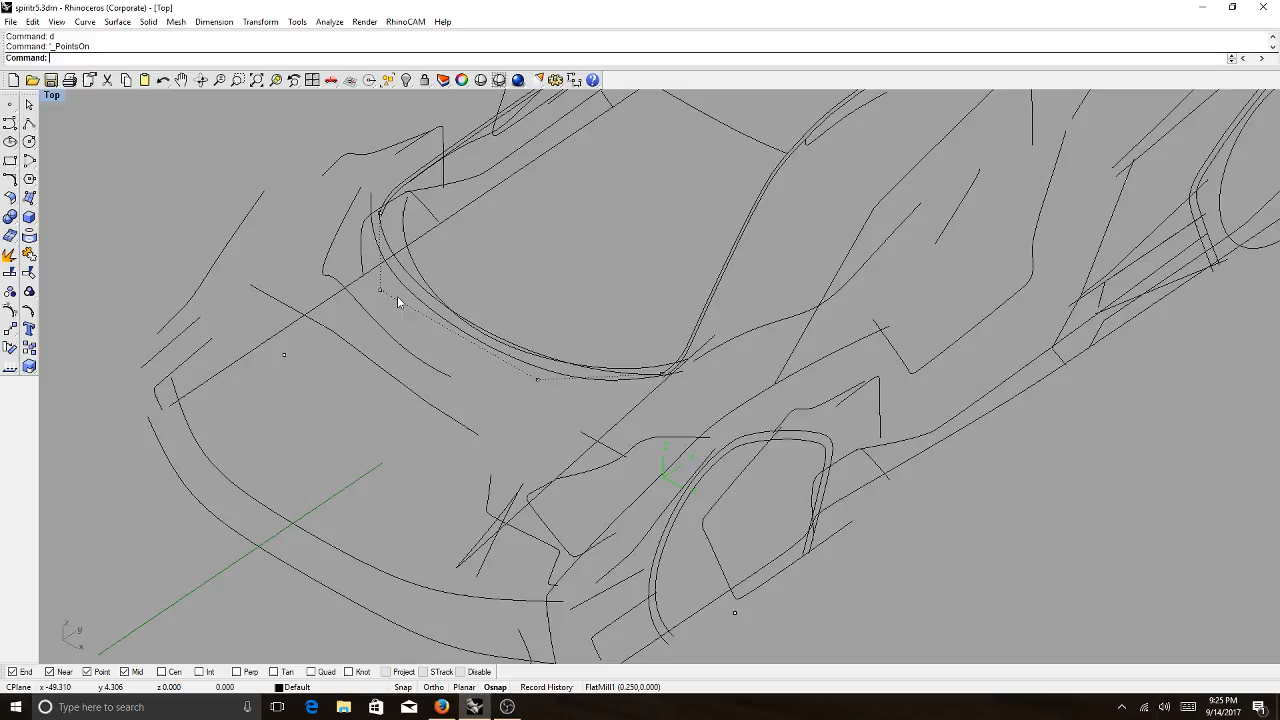 spiritr5.3dm - Rhinoceros (Corporate) - [Top]
File Edit View Curve Surface Solid Mesh Dimension Transform Tools Analyze Render RhinoCAM Help
Command: d
Command: '_PointsOn
Command:
Top
z
y
x
End Near Point Mid Cen Int Perp Tan Quad Knot Project STrack Disable
CPlane x -49.310 y 4.306 z 0.000 0.000 Default Snap Ortho Planar Osnap Record History FlatMill1 (0.250,0.000)
Type here to search
9:25 PM
9/14/2017